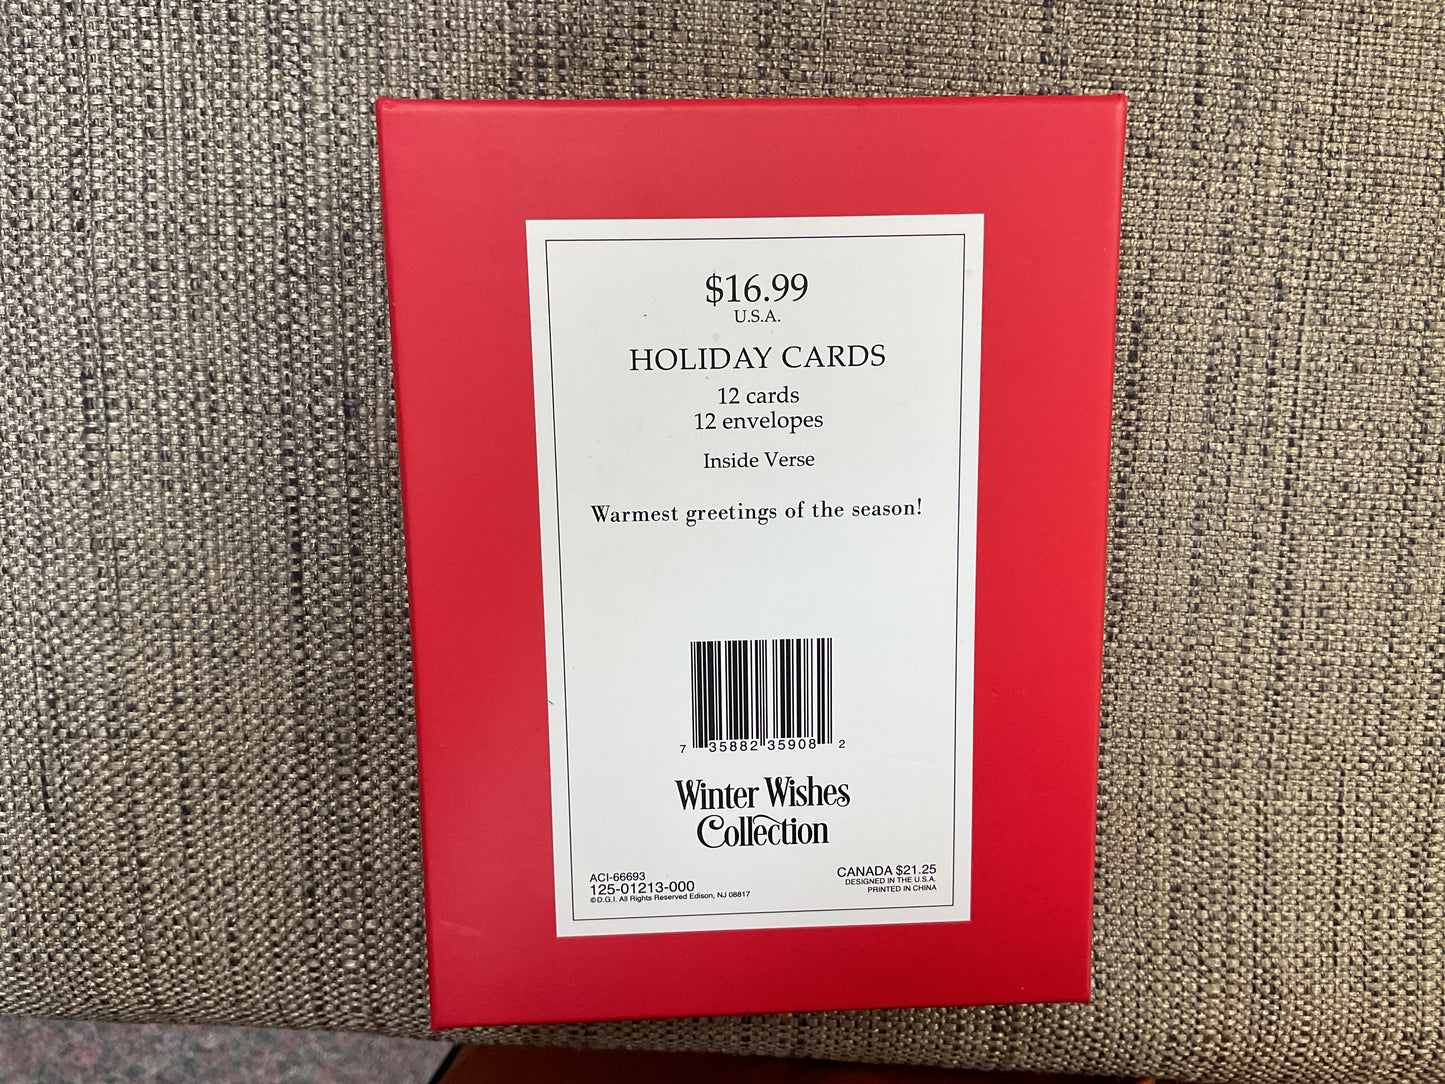 $16.99
U.S.A.
HOLIDAY CARDS
12 cards
12 envelopes
Inside Verse
Warmest greetings of the season!
7 35882 35908 2
Winter Wishes
Collection
ACI-66693
125-01213-000
©D.G.I. All Rights Reserved Edison, NJ 08817
CANADA $21.25
DESIGNED IN THE U.S.A.
PRINTED IN CHINA